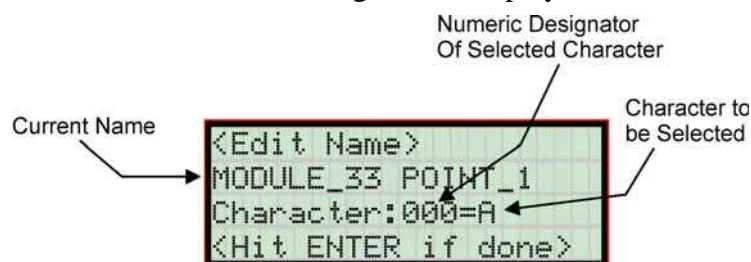 Numeric Designator
Of Selected Character
Character to
be Selected
Current Name
<Edit Name>
MODULE_33 POINT_1
Character:000=A
<Hit ENTER if done>